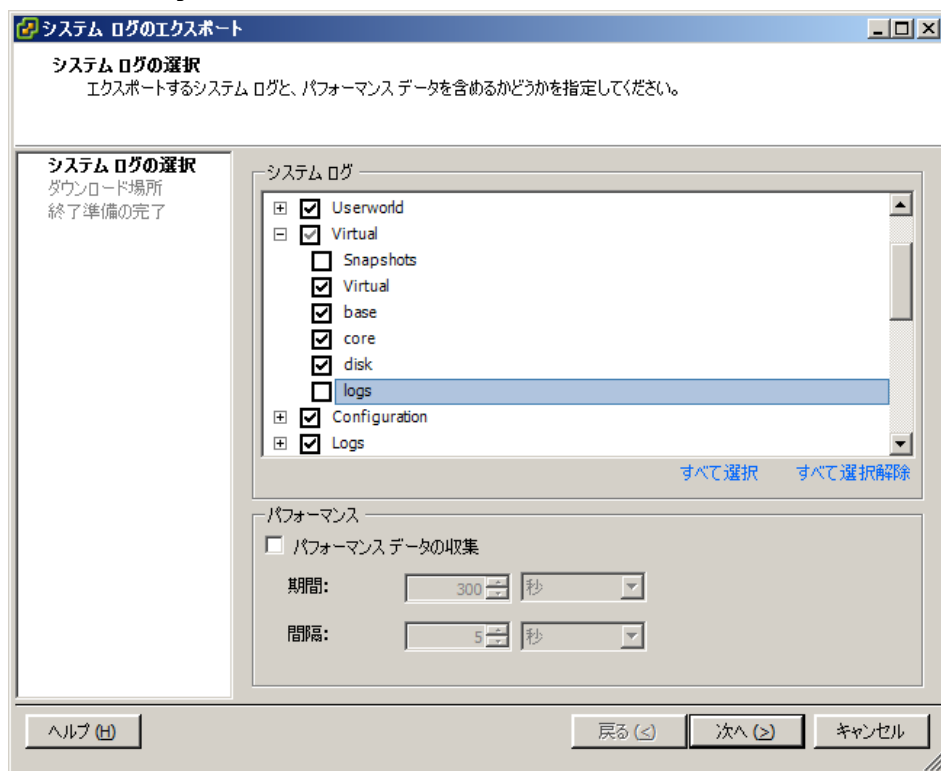 システム ログのエクスポート
システム ログの選択
エクスポートするシステム ログと、パフォーマンス データを含めるかどうかを指定してください。
システム ログの選択
ダウンロード場所
終了準備の完了
システム ログ
Userworld
Virtual
Snapshots
Virtual
base
core
disk
logs
Configuration
Logs
すべて選択 すべて選択解除
パフォーマンス
パフォーマンス データの収集
期間: 300 秒
間隔: 5 秒
ヘルプ (H) 戻る (<) 次へ (>) キャンセル